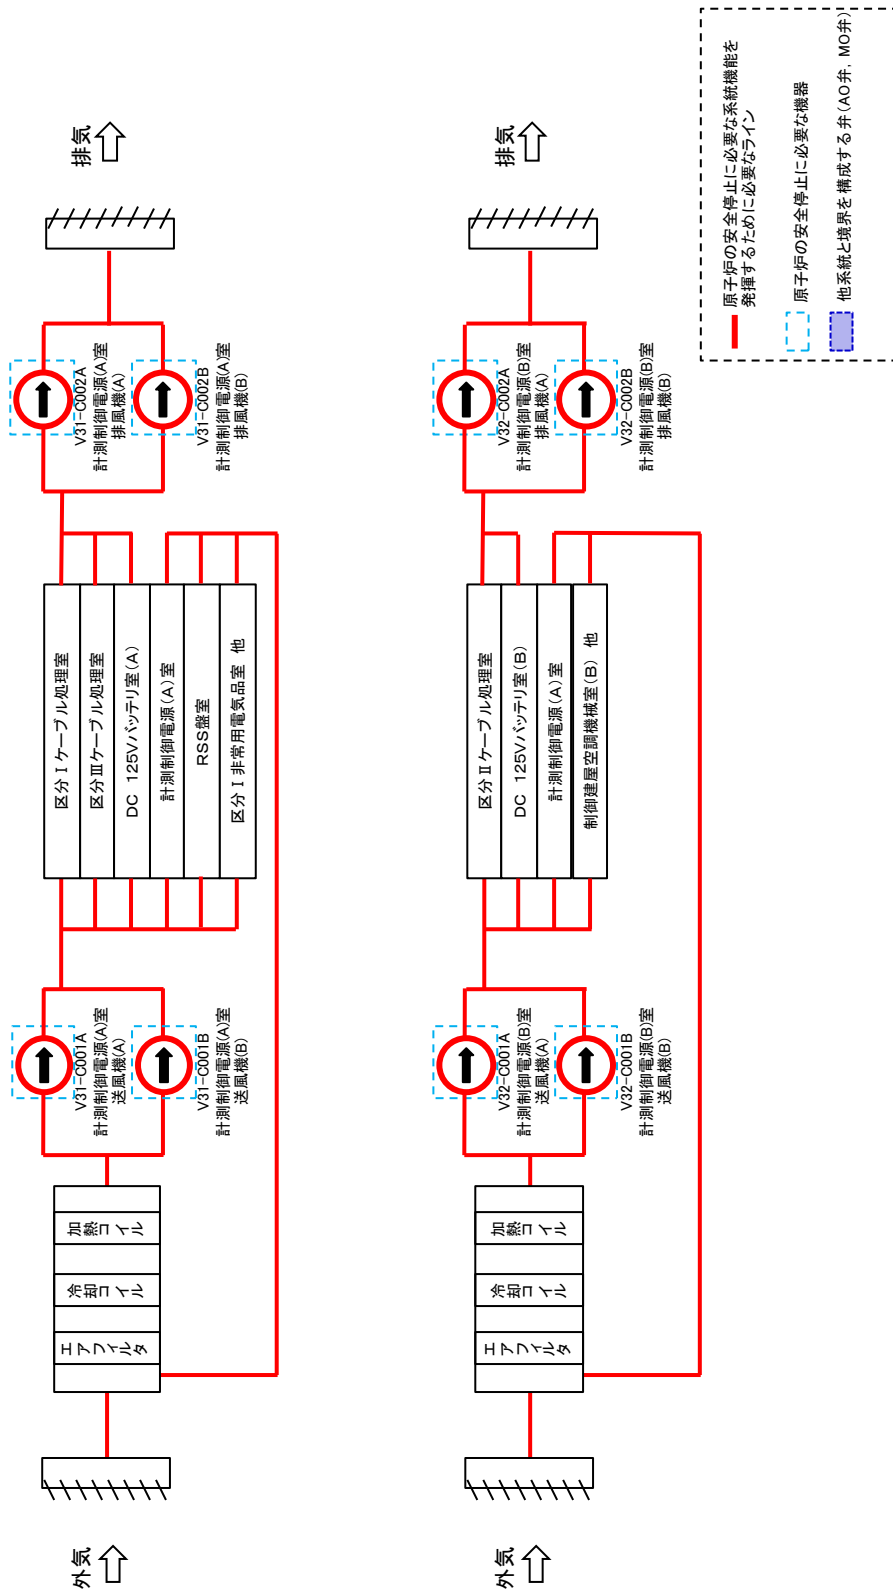 外気
エアフィルタ
冷却コイル
加熱コイル
V31-C001A
計測制御電源(A)室
送風機(A)
V31-C001B
計測制御電源(A)室
送風機(B)
区分Ⅰケーブル処理室
区分Ⅲケーブル処理室
DC 125Vバッテリ室(A)
計測制御電源(A)室
RSS盤室
区分Ⅰ非常用電気品室 他
V31-C002A
計測制御電源(A)室
排風機(A)
V31-C002B
計測制御電源(A)室
排風機(B)
排気
外気
エアフィルタ
冷却コイル
加熱コイル
V32-C001A
計測制御電源(B)室
送風機(A)
V32-C001B
計測制御電源(B)室
送風機(B)
区分Ⅱケーブル処理室
DC 125Vバッテリ室(B)
計測制御電源(A)室
制御建屋空調機械室(B) 他
V32-C002A
計測制御電源(B)室
排風機(A)
V32-C002B
計測制御電源(B)室
排風機(B)
排気
原子炉の安全停止に必要な系統機能を
発揮するために必要なライン
原子炉の安全停止に必要な機器
他系統と境界を構成する弁(AO弁, MO弁)